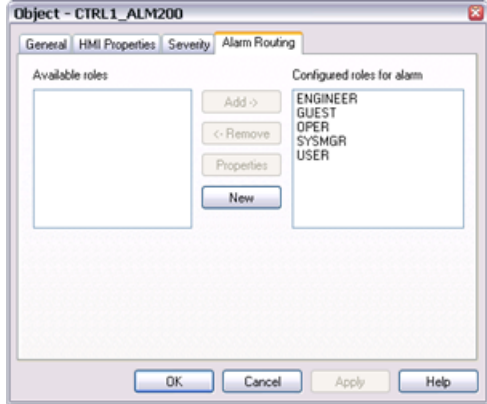 Object - CTRL1_ALM200
General HMI Properties Severity Alarm Routing
Available roles
Configured roles for alarm
Add ->
<- Remove
Properties
New
ENGINEER
GUEST
OPER
SYSMGR
USER
OK Cancel Apply Help